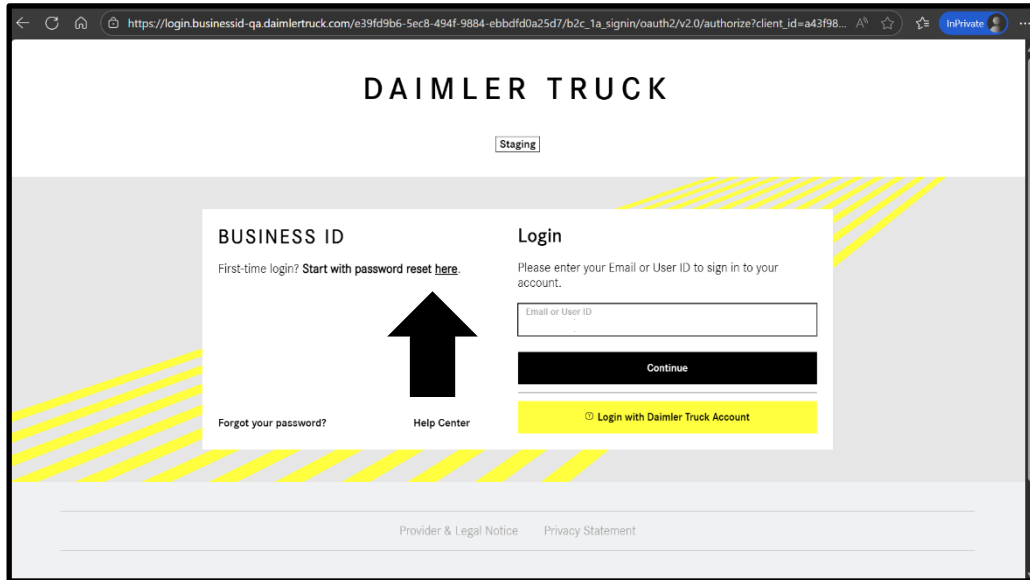 https://login.businessid-qa.daimlertruck.com/e39fd9b6-5ec8-494f-9884-ebbdfd0a25d7/b2c_1a_signin/oauth2/v2.0/authorize?client_id=a43f98...
InPrivate
DAIMLER TRUCK
Staging
BUSINESS ID
First-time login? Start with password reset here.
Forgot your password?
Help Center
Login
Please enter your Email or User ID to sign in to your
account.
Email or User ID
Continue
Login with Daimler Truck Account
Provider & Legal Notice
Privacy Statement